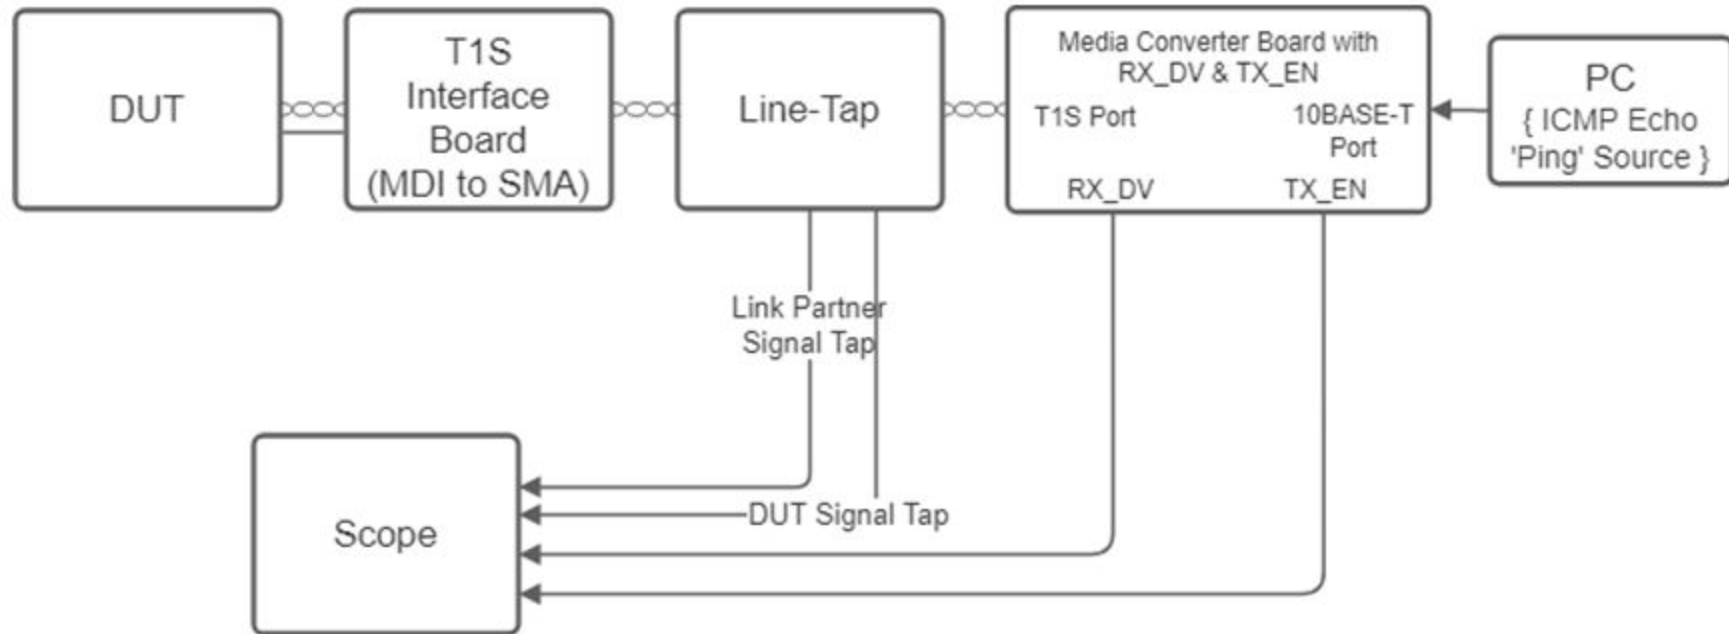 DUT
T1S
Interface
Board
(MDI to SMA)
Line-Tap
Media Converter Board with
RX_DV & TX_EN
T1S Port
10BASE-T
Port
RX_DV
TX_EN
PC
{ ICMP Echo
'Ping' Source }
Link Partner
Signal Tap
DUT Signal Tap
Scope